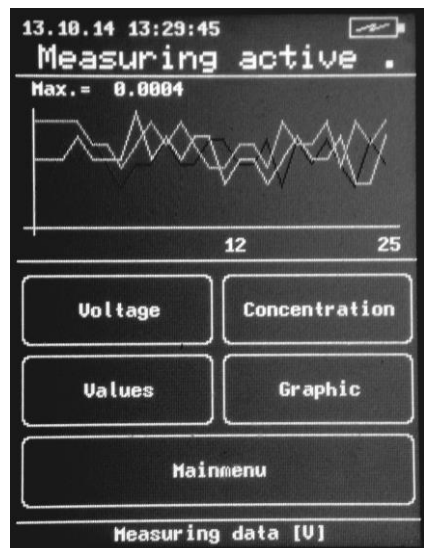 13.10.14 13:29:45
Measuring active .
Max.= 0.0004
12 25
Voltage Concentration
Values Graphic
Mainmenu
Measuring data [V]